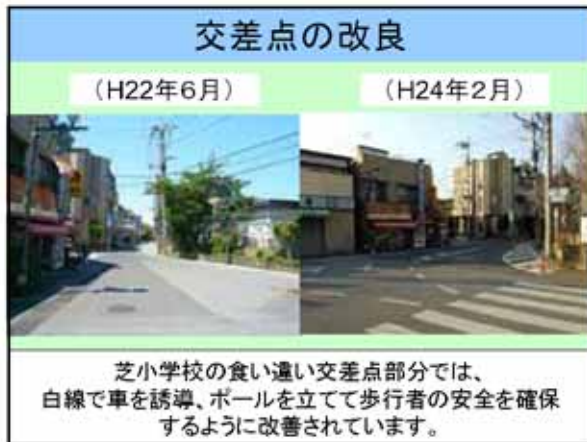 交差点の改良
（H22年6月）
（H24年2月）
芝小学校の食い違い交差点部分では、
白線で車を誘導、ポールを立てて歩行者の安全を確保
するように改善されています。